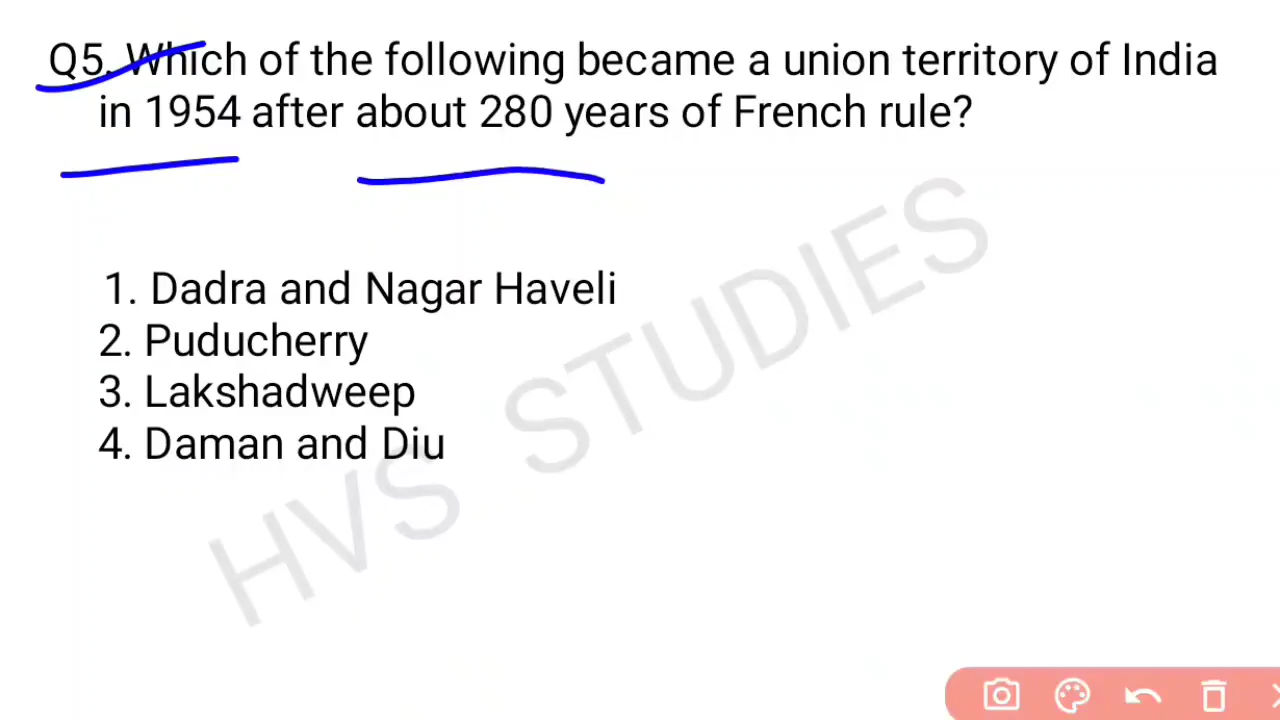 Q5. Which of the following became a union territory of India
in 1954 after about 280 years of French rule?
1. Dadra and Nagar Haveli
2. Puducherry
3. Lakshadweep
4. Daman and Diu
HVS STUDIES